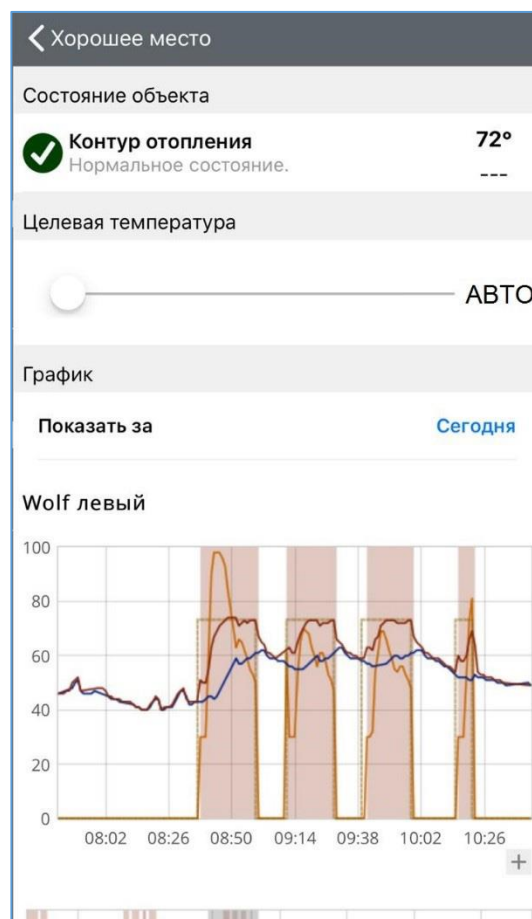 Хорошее место
Состояние объекта
Контур отопления 72°
Нормальное состояние. ---
Целевая температура
АВТО
График
Показать за Сегодня
Wolf левый
100
80
60
40
20
0
08:02 08:26 08:50 09:14 09:38 10:02 10:26
+